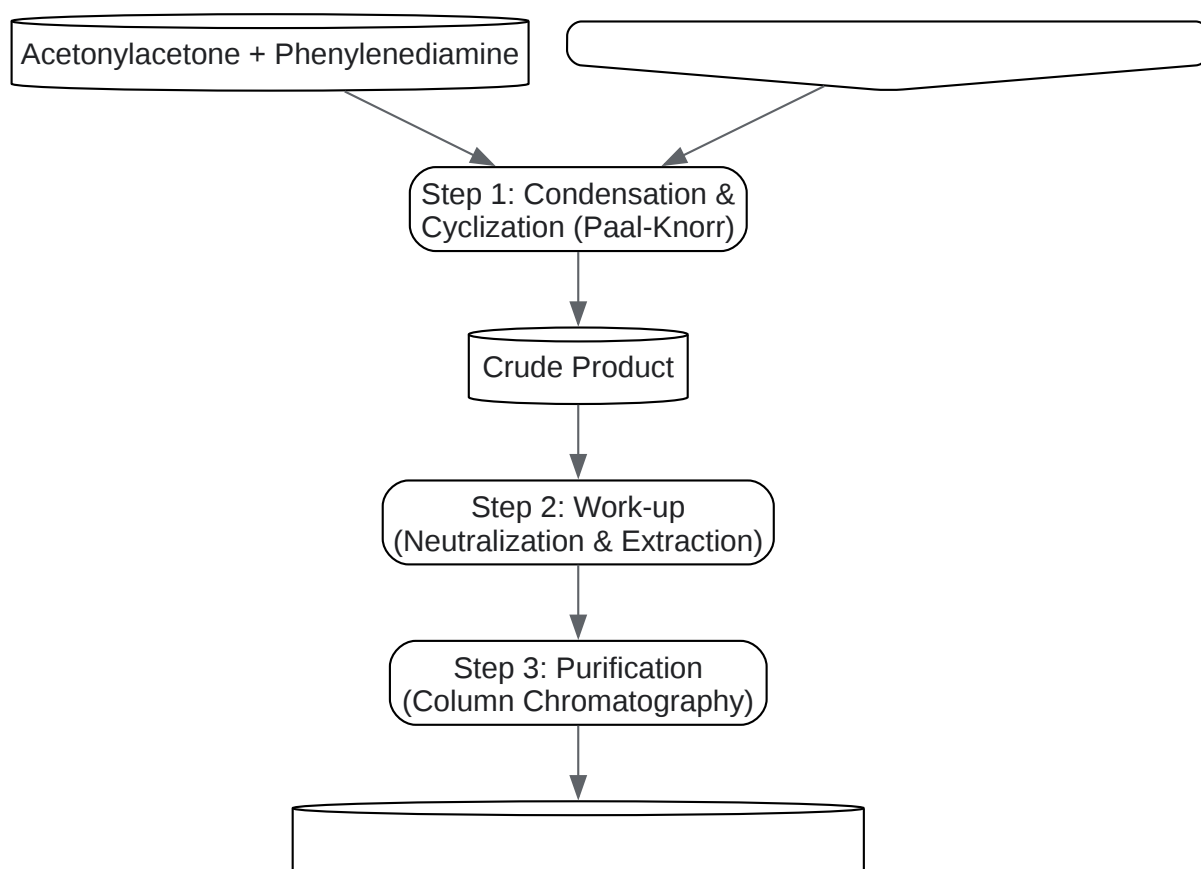 Acetonylacetone + Phenylenediamine
Step 1: Condensation &
Cyclization (Paal-Knorr)
Crude Product
Step 2: Work-up
(Neutralization & Extraction)
Step 3: Purification
(Column Chromatography)